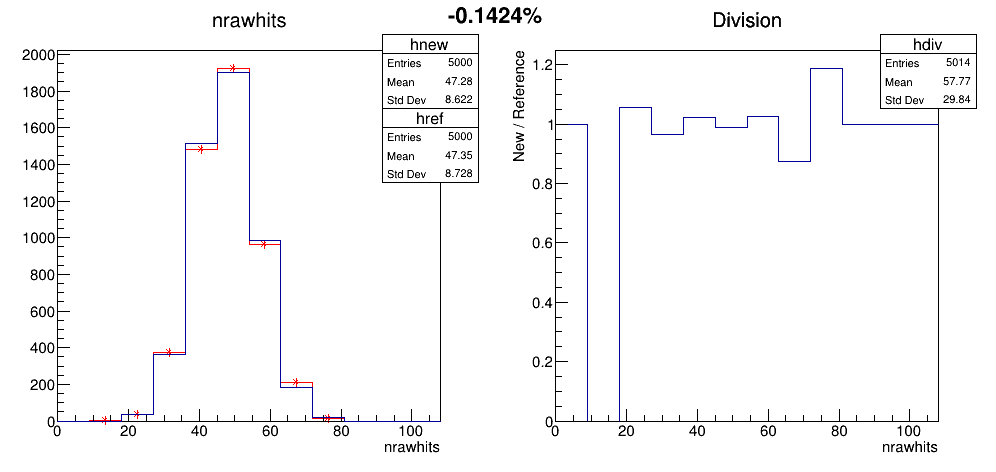 -0.1424%
nrawhits
hnew
Entries 5000
Mean 47.28
Std Dev 8.622
href
Entries 5000
Mean 47.35
Std Dev 8.728
2000
1800
1600
1400
1200
1000
800
600
400
200
0
0 20 40 60 80 100
nrawhits
Division
hdiv
Entries 5014
Mean 57.77
Std Dev 29.84
New / Reference
1.2
1
0.8
0.6
0.4
0.2
0
0 20 40 60 80 100
nrawhits